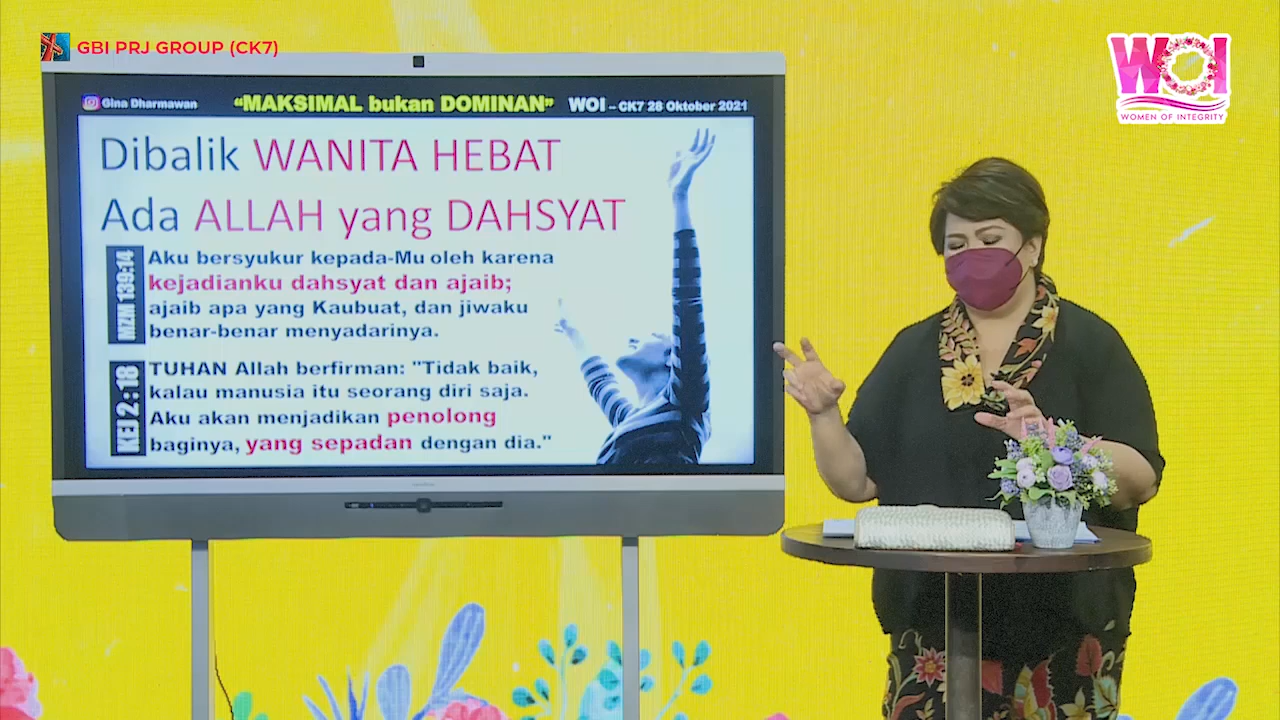 GBI PRJ GROUP (CK7)
WOI
WOMEN OF INTEGRITY
Gina Dharmawan "MAKSIMAL bukan DOMINAN" WOI – CK7 28 Oktober 2021
Dibalik WANITA HEBAT
Ada ALLAH yang DAHSYAT
MZM 139:14
Aku bersyukur kepada-Mu oleh karena
kejadianku dahsyat dan ajaib;
ajaib apa yang Kaubuat, dan jiwaku
benar-benar menyadarinya.
KEJ 2:18
TUHAN Allah berfirman: "Tidak baik,
kalau manusia itu seorang diri saja.
Aku akan menjadikan penolong
baginya, yang sepadan dengan dia."